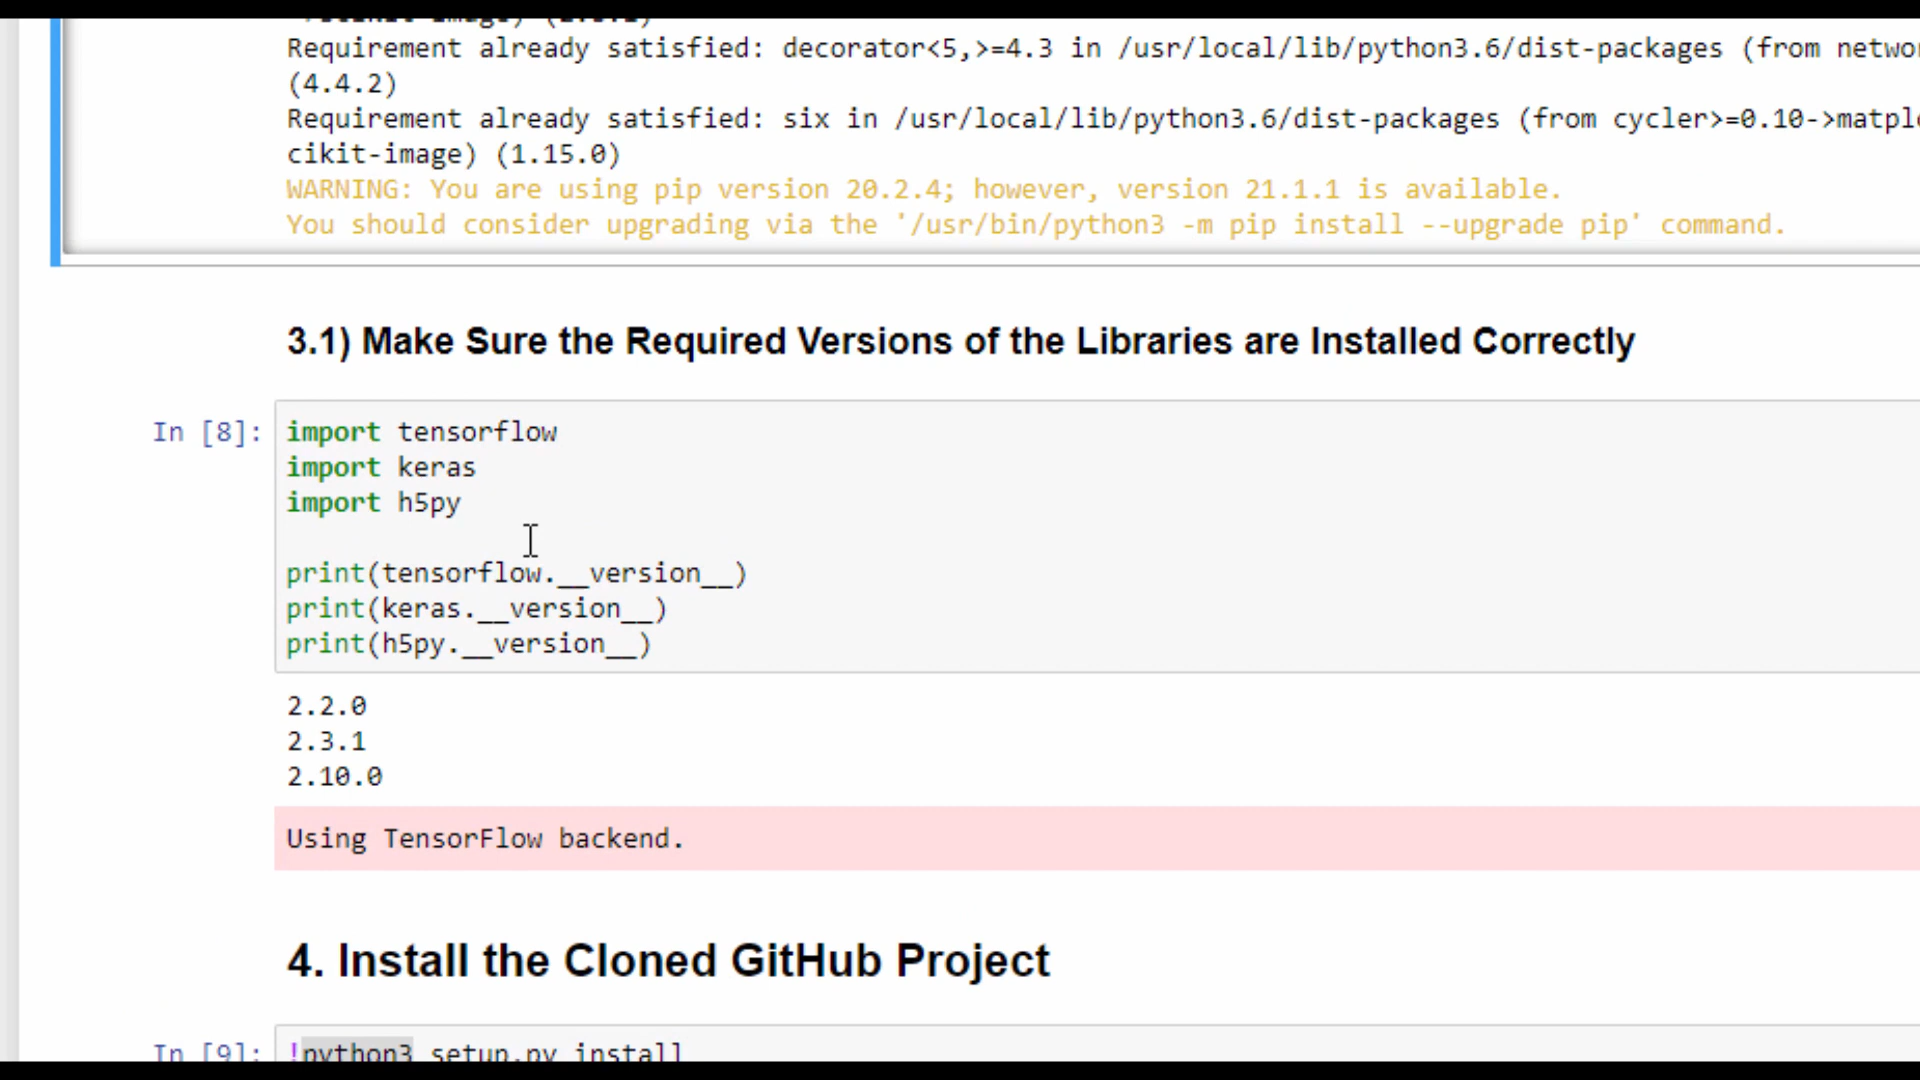 Requirement already satisfied: decorator<5,>=4.3 in /usr/local/lib/python3.6/dist-packages (from
(4.4.2)
Requirement already satisfied: six in /usr/local/lib/python3.6/dist-packages (from cycler>=0.10->matpl
cikit-image) (1.15.0)
WARNING: You are using pip version 20.2.4; however, version 21.1.1 is available.
You should consider upgrading via the '/usr/bin/python3 -m pip install --upgrade pip' command.
3.1) Make Sure the Required Versions of the Libraries are Installed Correctly
In [8]: import tensorflow
import keras
import h5py
print(tensorflow.__version__)
print(keras.__version__)
print(h5py.__version__)
2.2.0
2.3.1
2.10.0
Using TensorFlow backend.
4. Install the Cloned GitHub Project
In [9]: !python3 setup.py install